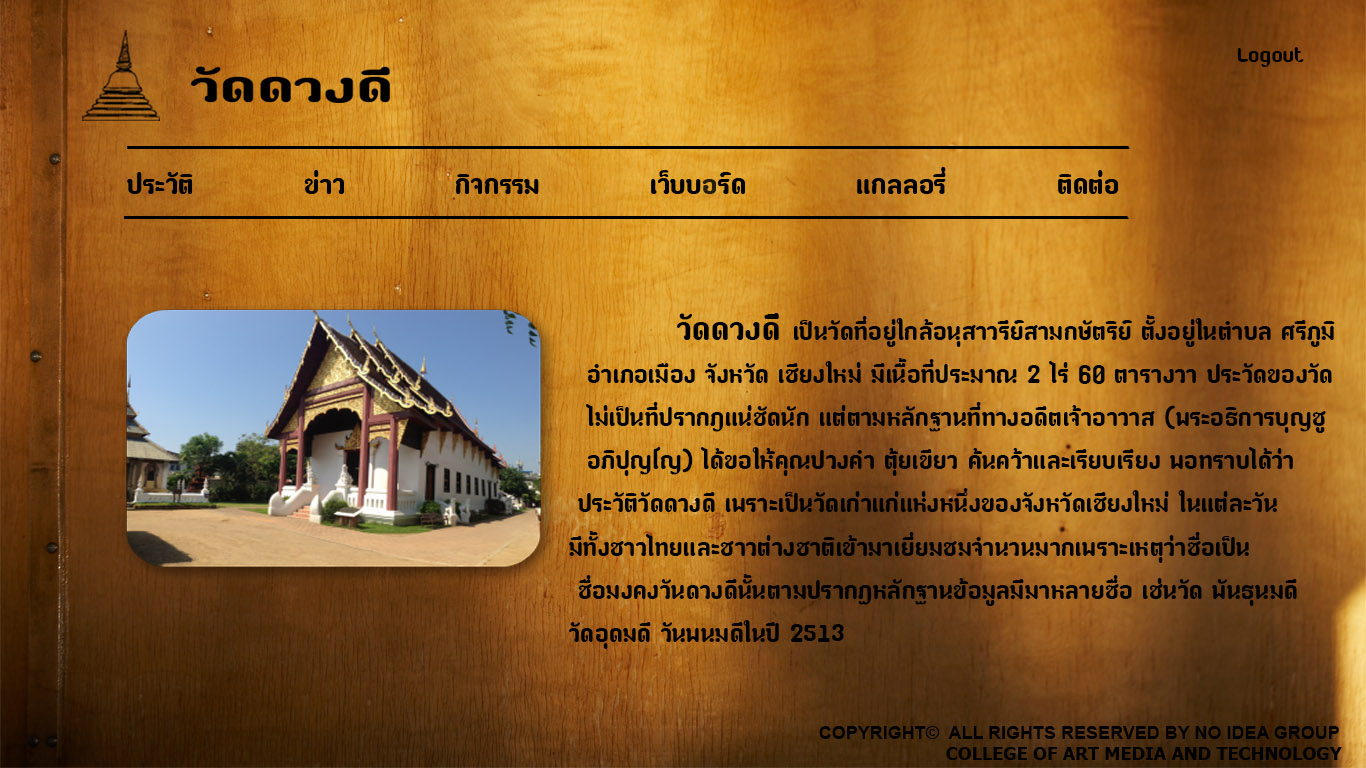 Logout
วัดดวงดี
ประวัติ ข่าว กิจกรรม เว็บบอร์ด แกลลอรี่ ติดต่อ
วัดดวงดี เป็นวัดที่อยู่ใกล้อนุสาวรีย์สามกษัตริย์ ตั้งอยู่ในตำบล ศรีภูมิ
อำเภอเมือง จังหวัด เชียงใหม่ มีเนื้อที่ประมาณ 2 ไร่ 60 ตารางวา ประวัดของวัด
ไม่เป็นที่ปรากฏแน่ชัดนัก แต่ตามหลักฐานที่ทางอดีตเจ้าอาวาส (พระอธิการบุญชู
อภิปุญโญ) ได้ขอให้คุณปวงคำ ตุ้ยเขียว ค้นคว้าและเรียบเรียง พอทราบได้ว่า
ประวัติวัดดวงดี เพราะเป็นวัดเก่าแก่แห่งหนึ่งของจังหวัดเชียงใหม่ ในแต่ละวัน
มีทั้งชาวไทยและชาวต่างชาติเข้ามาเยี่ยมชมจำนวนมากเพราะเหตุว่าชื่อเป็น
ชื่อมงคงวันดวงดีนั้นตามปรากฏหลักฐานข้อมูลมีมาหลายชื่อ เช่นวัด พันธุนมดี
วัดอุดมดี วันพนมดีในปี 2513
COPYRIGHT© ALL RIGHTS RESERVED BY NO IDEA GROUP
COLLEGE OF ART MEDIA AND TECHNOLOGY